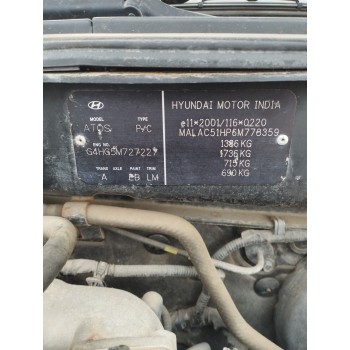 HYUNDAI MOTOR INDIA
MODEL TYPE
ATOS PVC
ENG NO.
G4HG5M727227
TRANS AXLE PAINT TRIM
A EB LM
e11*2001/116*0220
MALAC51HP6M778359
1386 KG
1736 KG
715 KG
690 KG